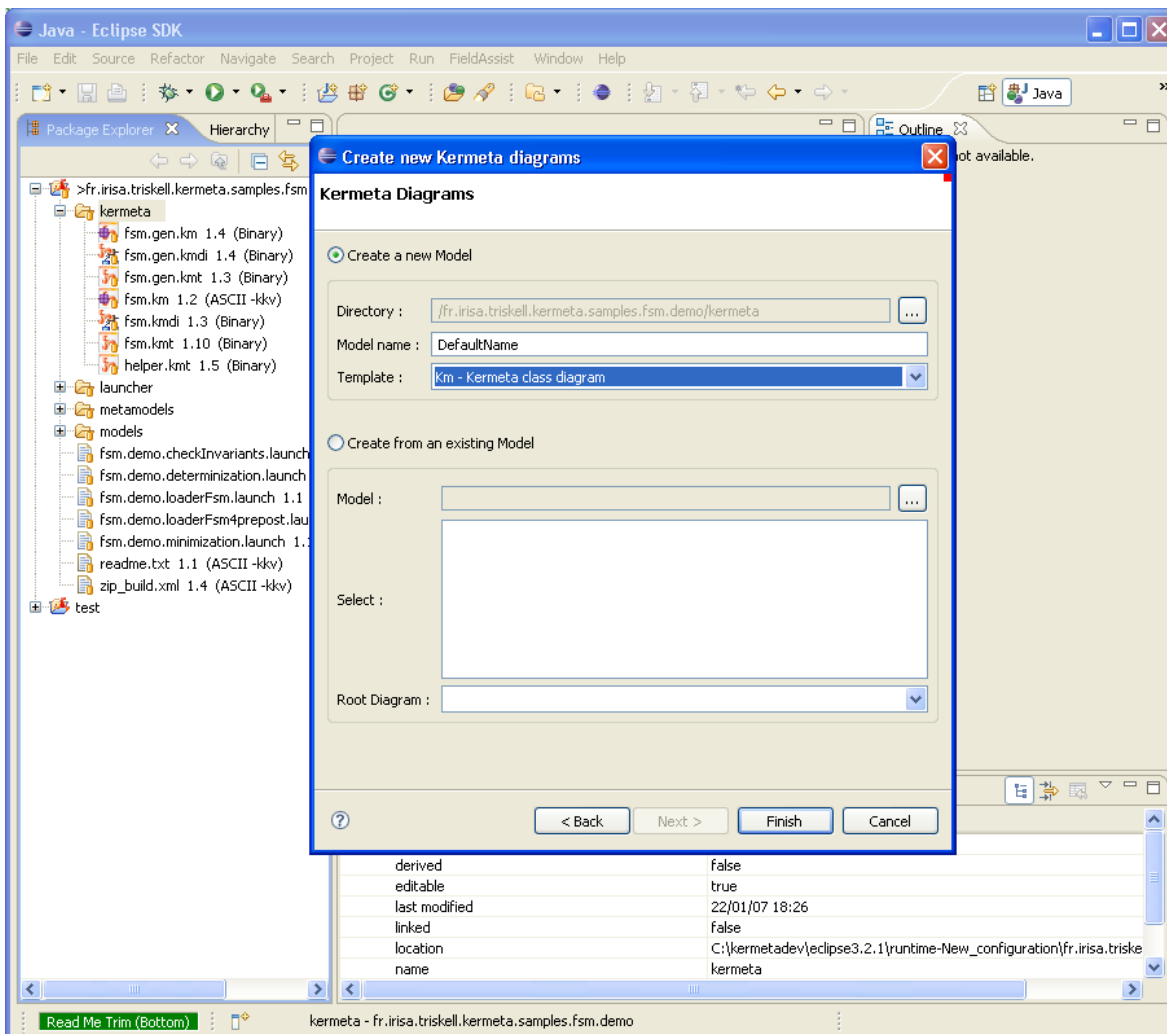 Java - Eclipse SDK
File Edit Source Refactor Navigate Search Project Run FieldAssist Window Help
Java
»
Package Explorer
Hierarchy
Outline
ot available.
>fr.irisa.triskell.kermeta.samples.fsm
kermeta
fsm.gen.km 1.4 (Binary)
fsm.gen.kmdi 1.4 (Binary)
fsm.gen.kmt 1.3 (Binary)
fsm.km 1.2 (ASCII -kkv)
fsm.kmdi 1.3 (Binary)
fsm.kmt 1.10 (Binary)
helper.kmt 1.5 (Binary)
launcher
metamodels
models
fsm.demo.checkInvariants.launch
fsm.demo.determinization.launch
fsm.demo.loaderFsm.launch 1.1
fsm.demo.loaderFsm4prepost.lau
fsm.demo.minimization.launch 1.1
readme.txt 1.1 (ASCII -kkv)
zip_build.xml 1.4 (ASCII -kkv)
test
Create new Kermeta diagrams
Kermeta Diagrams
Create a new Model
Directory : /fr.irisa.triskell.kermeta.samples.fsm.demo/kermeta ...
Model name : DefaultName
Template : Km - Kermeta class diagram
Create from an existing Model
Model : ...
Select :
Root Diagram :
? < Back Next > Finish Cancel
derived false
editable true
last modified 22/01/07 18:26
linked false
location C:\kermetadev\eclipse3.2.1\runtime-New_configuration\fr.irisa.triske
name kermeta
Read Me Trim (Bottom)
kermeta - fr.irisa.triskell.kermeta.samples.fsm.demo